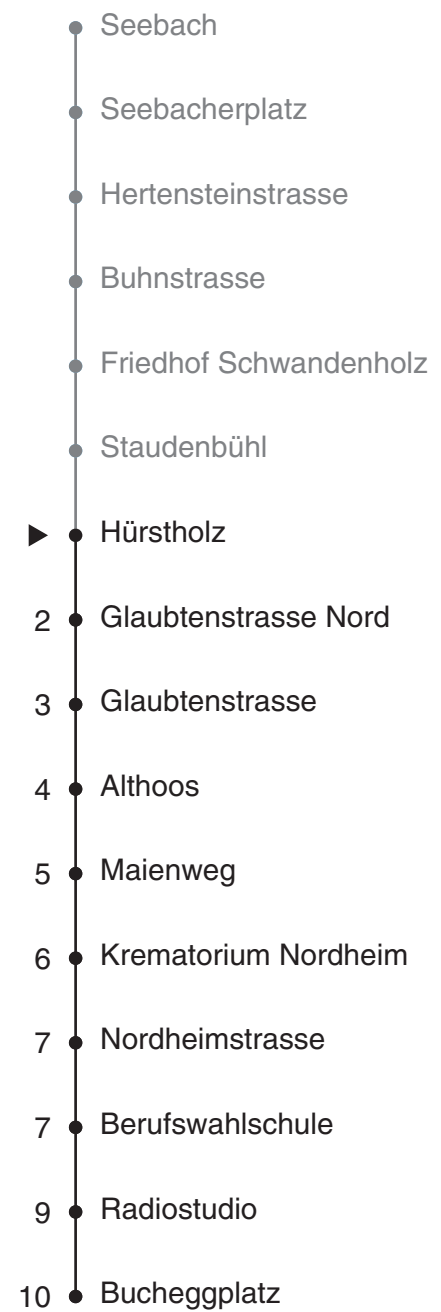 Seebach
Seebacherplatz
Hertensteinstrasse
Buhnstrasse
Friedhof Schwandenholz
Staudenbühl
Hürstholz
2 Glaubtenstrasse Nord
3 Glaubtenstrasse
4 Althoos
5 Maienweg
6 Krematorium Nordheim
7 Nordheimstrasse
7 Berufswahlschule
9 Radiostudio
10 Bucheggplatz